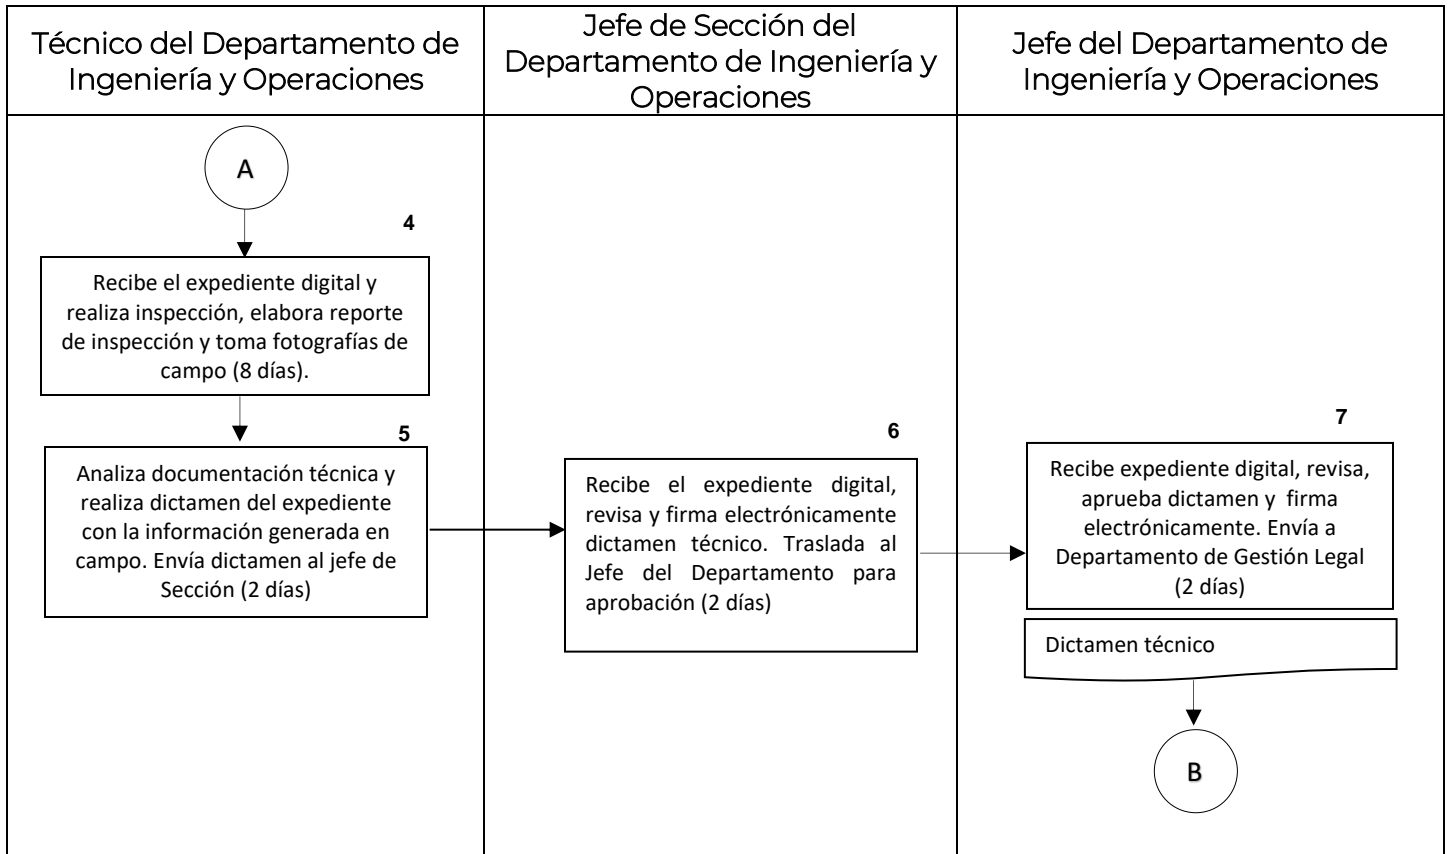 Técnico del Departamento de
Ingeniería y Operaciones
Jefe de Sección del
Departamento de Ingeniería y
Operaciones
Jefe del Departamento de
Ingeniería y Operaciones
A
4
Recibe el expediente digital y
realiza inspección, elabora reporte
de inspección y toma fotografías de
campo (8 días).
5
Analiza documentación técnica y
realiza dictamen del expediente
con la información generada en
campo. Envía dictamen al jefe de
Sección (2 días)
6
Recibe el expediente digital,
revisa y firma electrónicamente
dictamen técnico. Traslada al
Jefe del Departamento para
aprobación (2 días)
7
Recibe expediente digital, revisa,
aprueba dictamen y firma
electrónicamente. Envía a
Departamento de Gestión Legal
(2 días)
Dictamen técnico
B